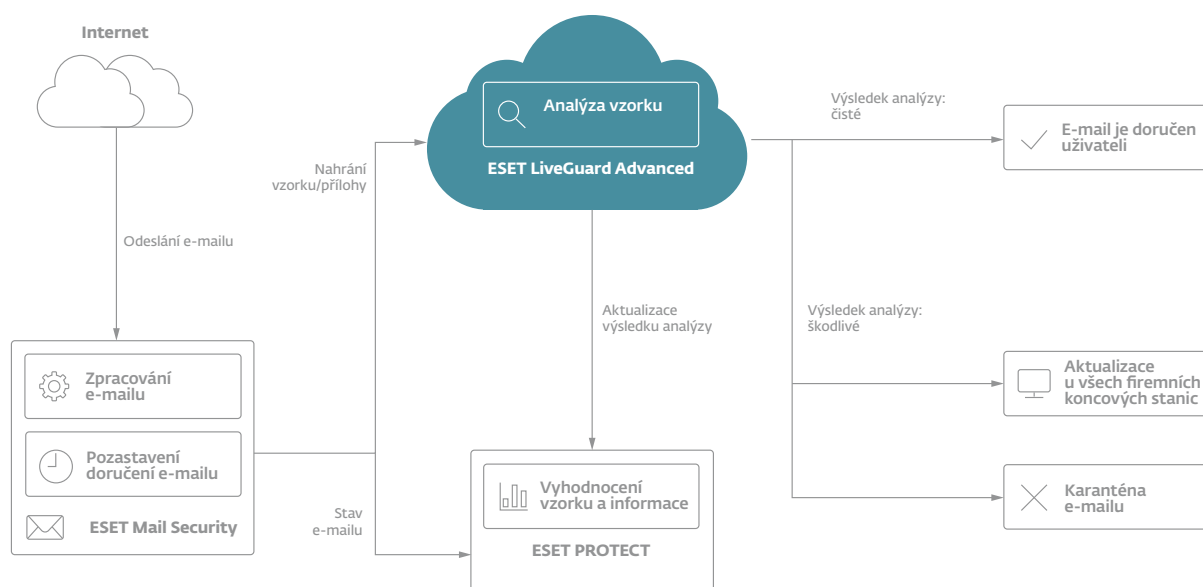 Internet
Odeslání e-mailu
Zpracování
e-mailu
Pozastavení
doručení e-mailu
ESET Mail Security
Nahrání
vzorku/přílohy
Stav
e-mailu
Analýza vzorku
ESET LiveGuard Advanced
Aktualizace
výsledku analýzy
Vyhodnocení
vzorku a informace
ESET PROTECT
Výsledek analýzy:
čisté
E-mail je doručen
uživateli
Výsledek analýzy:
škodlivé
Aktualizace
u všech firemních
koncových stanic
Karanténa
e-mailu